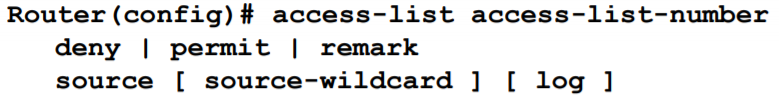 Router(config)# access-list access-list-number
deny | permit | remark
source [ source-wildcard ] [ log ]